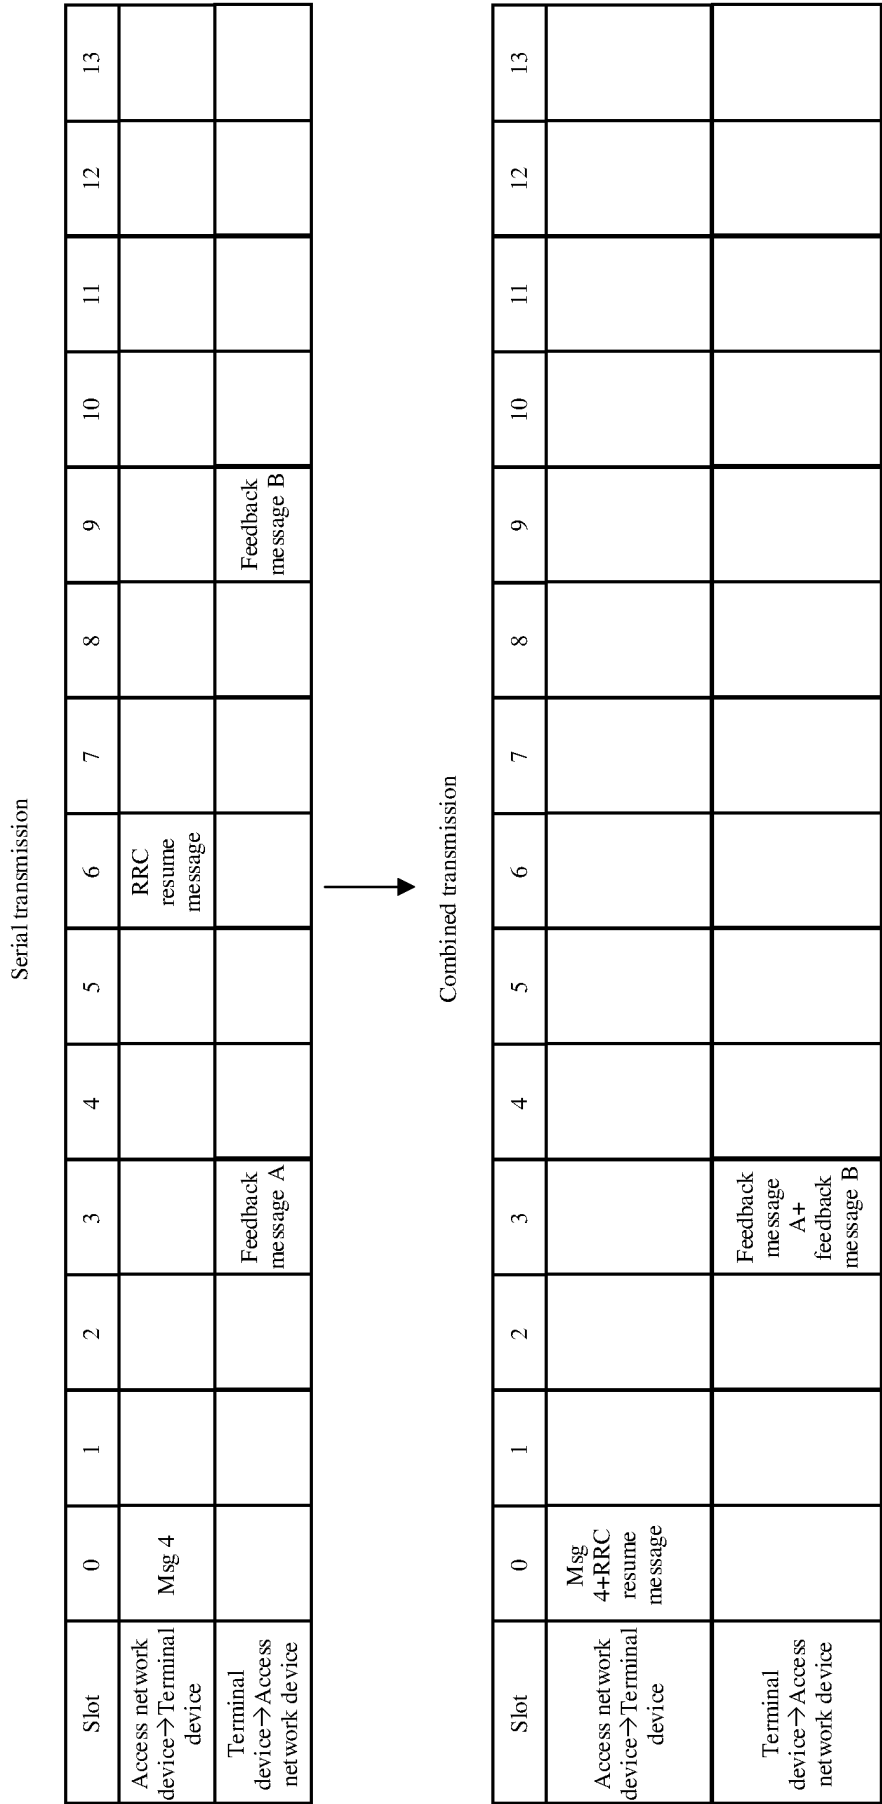 Serial transmission
Slot
0
1
2
3
4
5
6
7
8
9
10
11
12
13
Access network
device→Terminal
device
Msg 4
RRC
resume
message
Terminal
device→Access
network device
Feedback
message A
Feedback
message B
Combined transmission
Slot
0
1
2
3
4
5
6
7
8
9
10
11
12
13
Access network
device→Terminal
device
Msg
4+RRC
resume
message
Terminal
device→Access
network device
Feedback
message
A+
feedback
message B